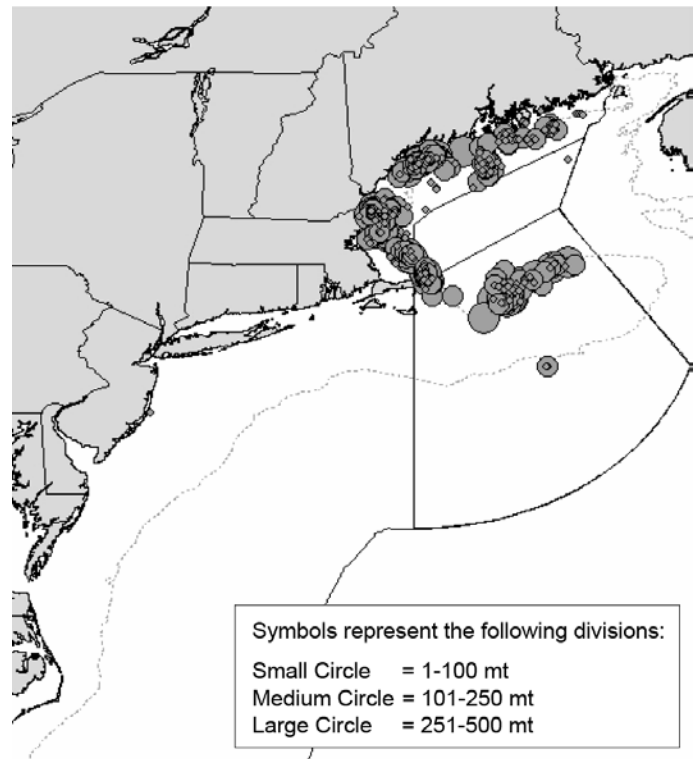 Symbols represent the following divisions:
Small Circle = 1-100 mt
Medium Circle = 101-250 mt
Large Circle = 251-500 mt